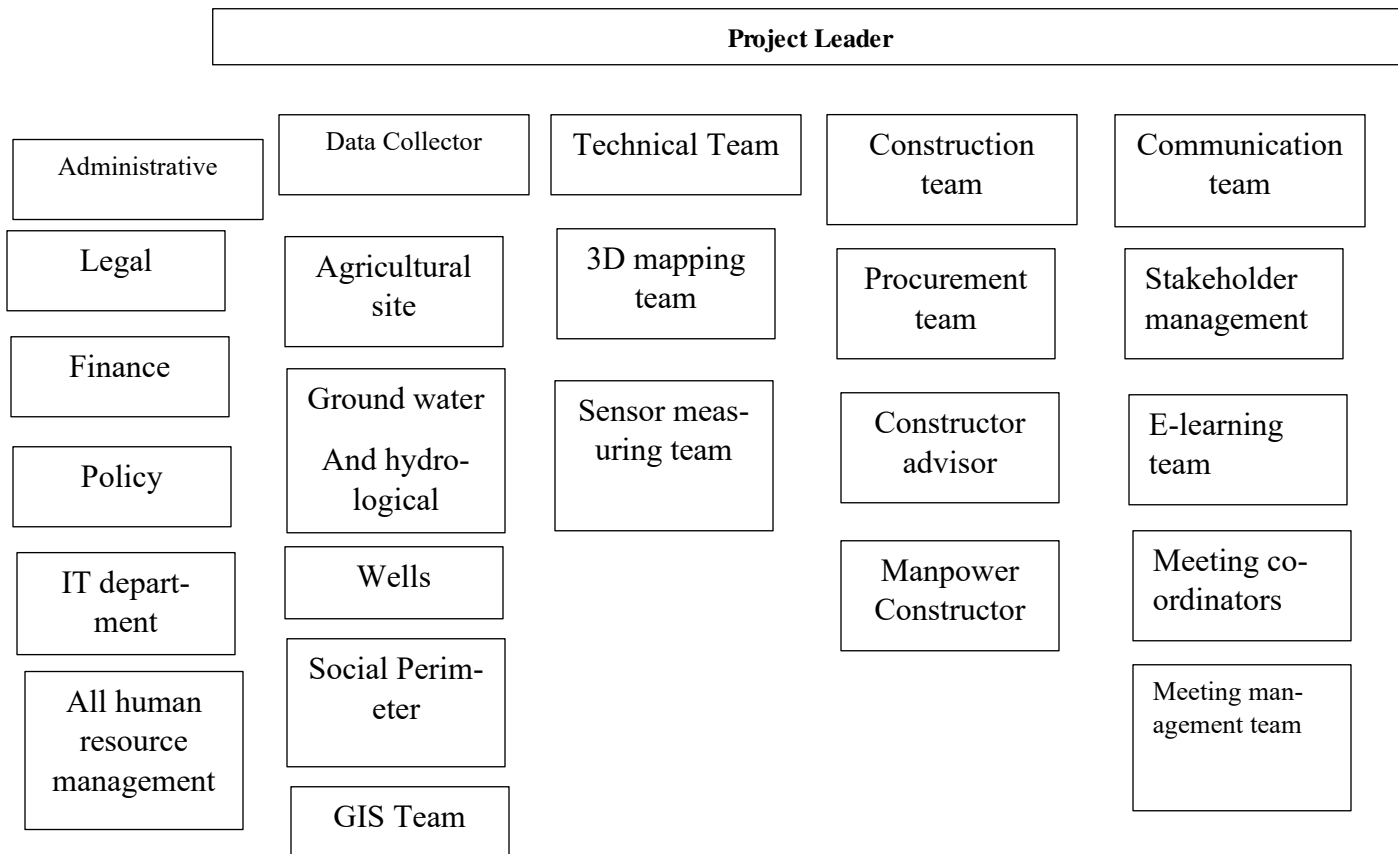 Project Leader
Administrative
Legal
Finance
Policy
IT depart-
ment
All human
resource
management
Data Collector
Agricultural
site
Ground water
And hydro-
logical
Wells
Social Perim-
eter
GIS Team
Technical Team
3D mapping
team
Sensor meas-
uring team
Construction
team
Procurement
team
Constructor
advisor
Manpower
Constructor
Communication
team
Stakeholder
management
E-learning
team
Meeting co-
ordinators
Meeting man-
agement team